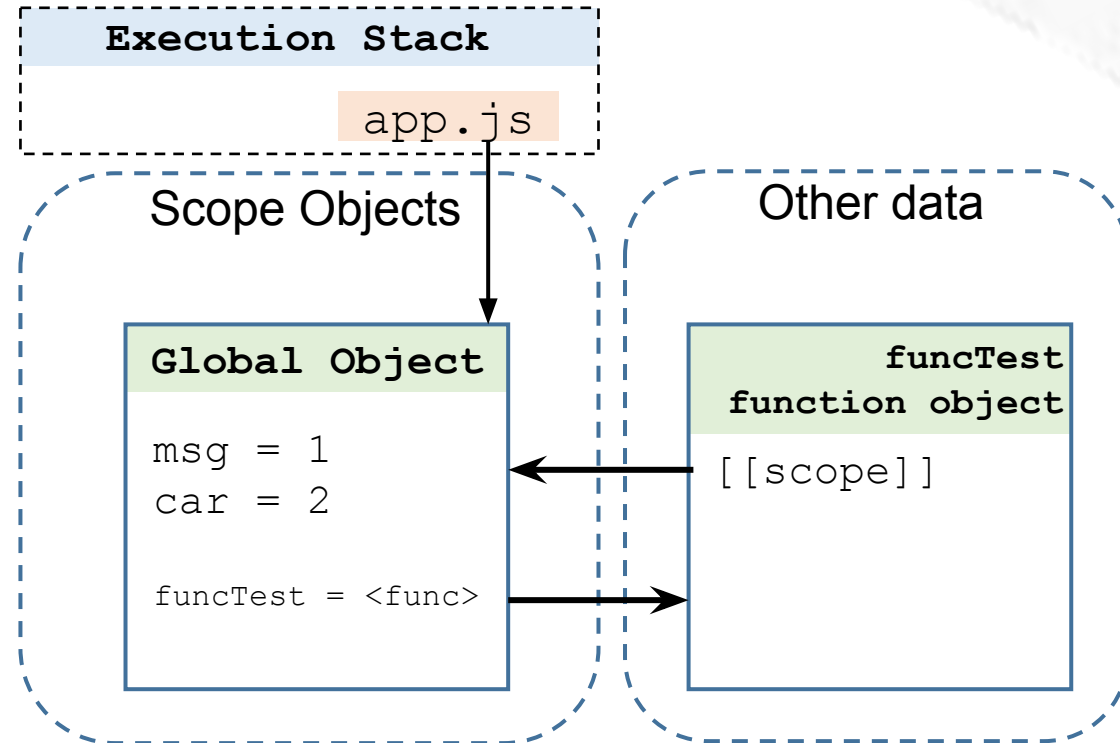 Execution Stack
app.js
Scope Objects
Other data
Global Object
msg = 1
car = 2
funcTest = <func>
funcTest
function object
[[scope]]